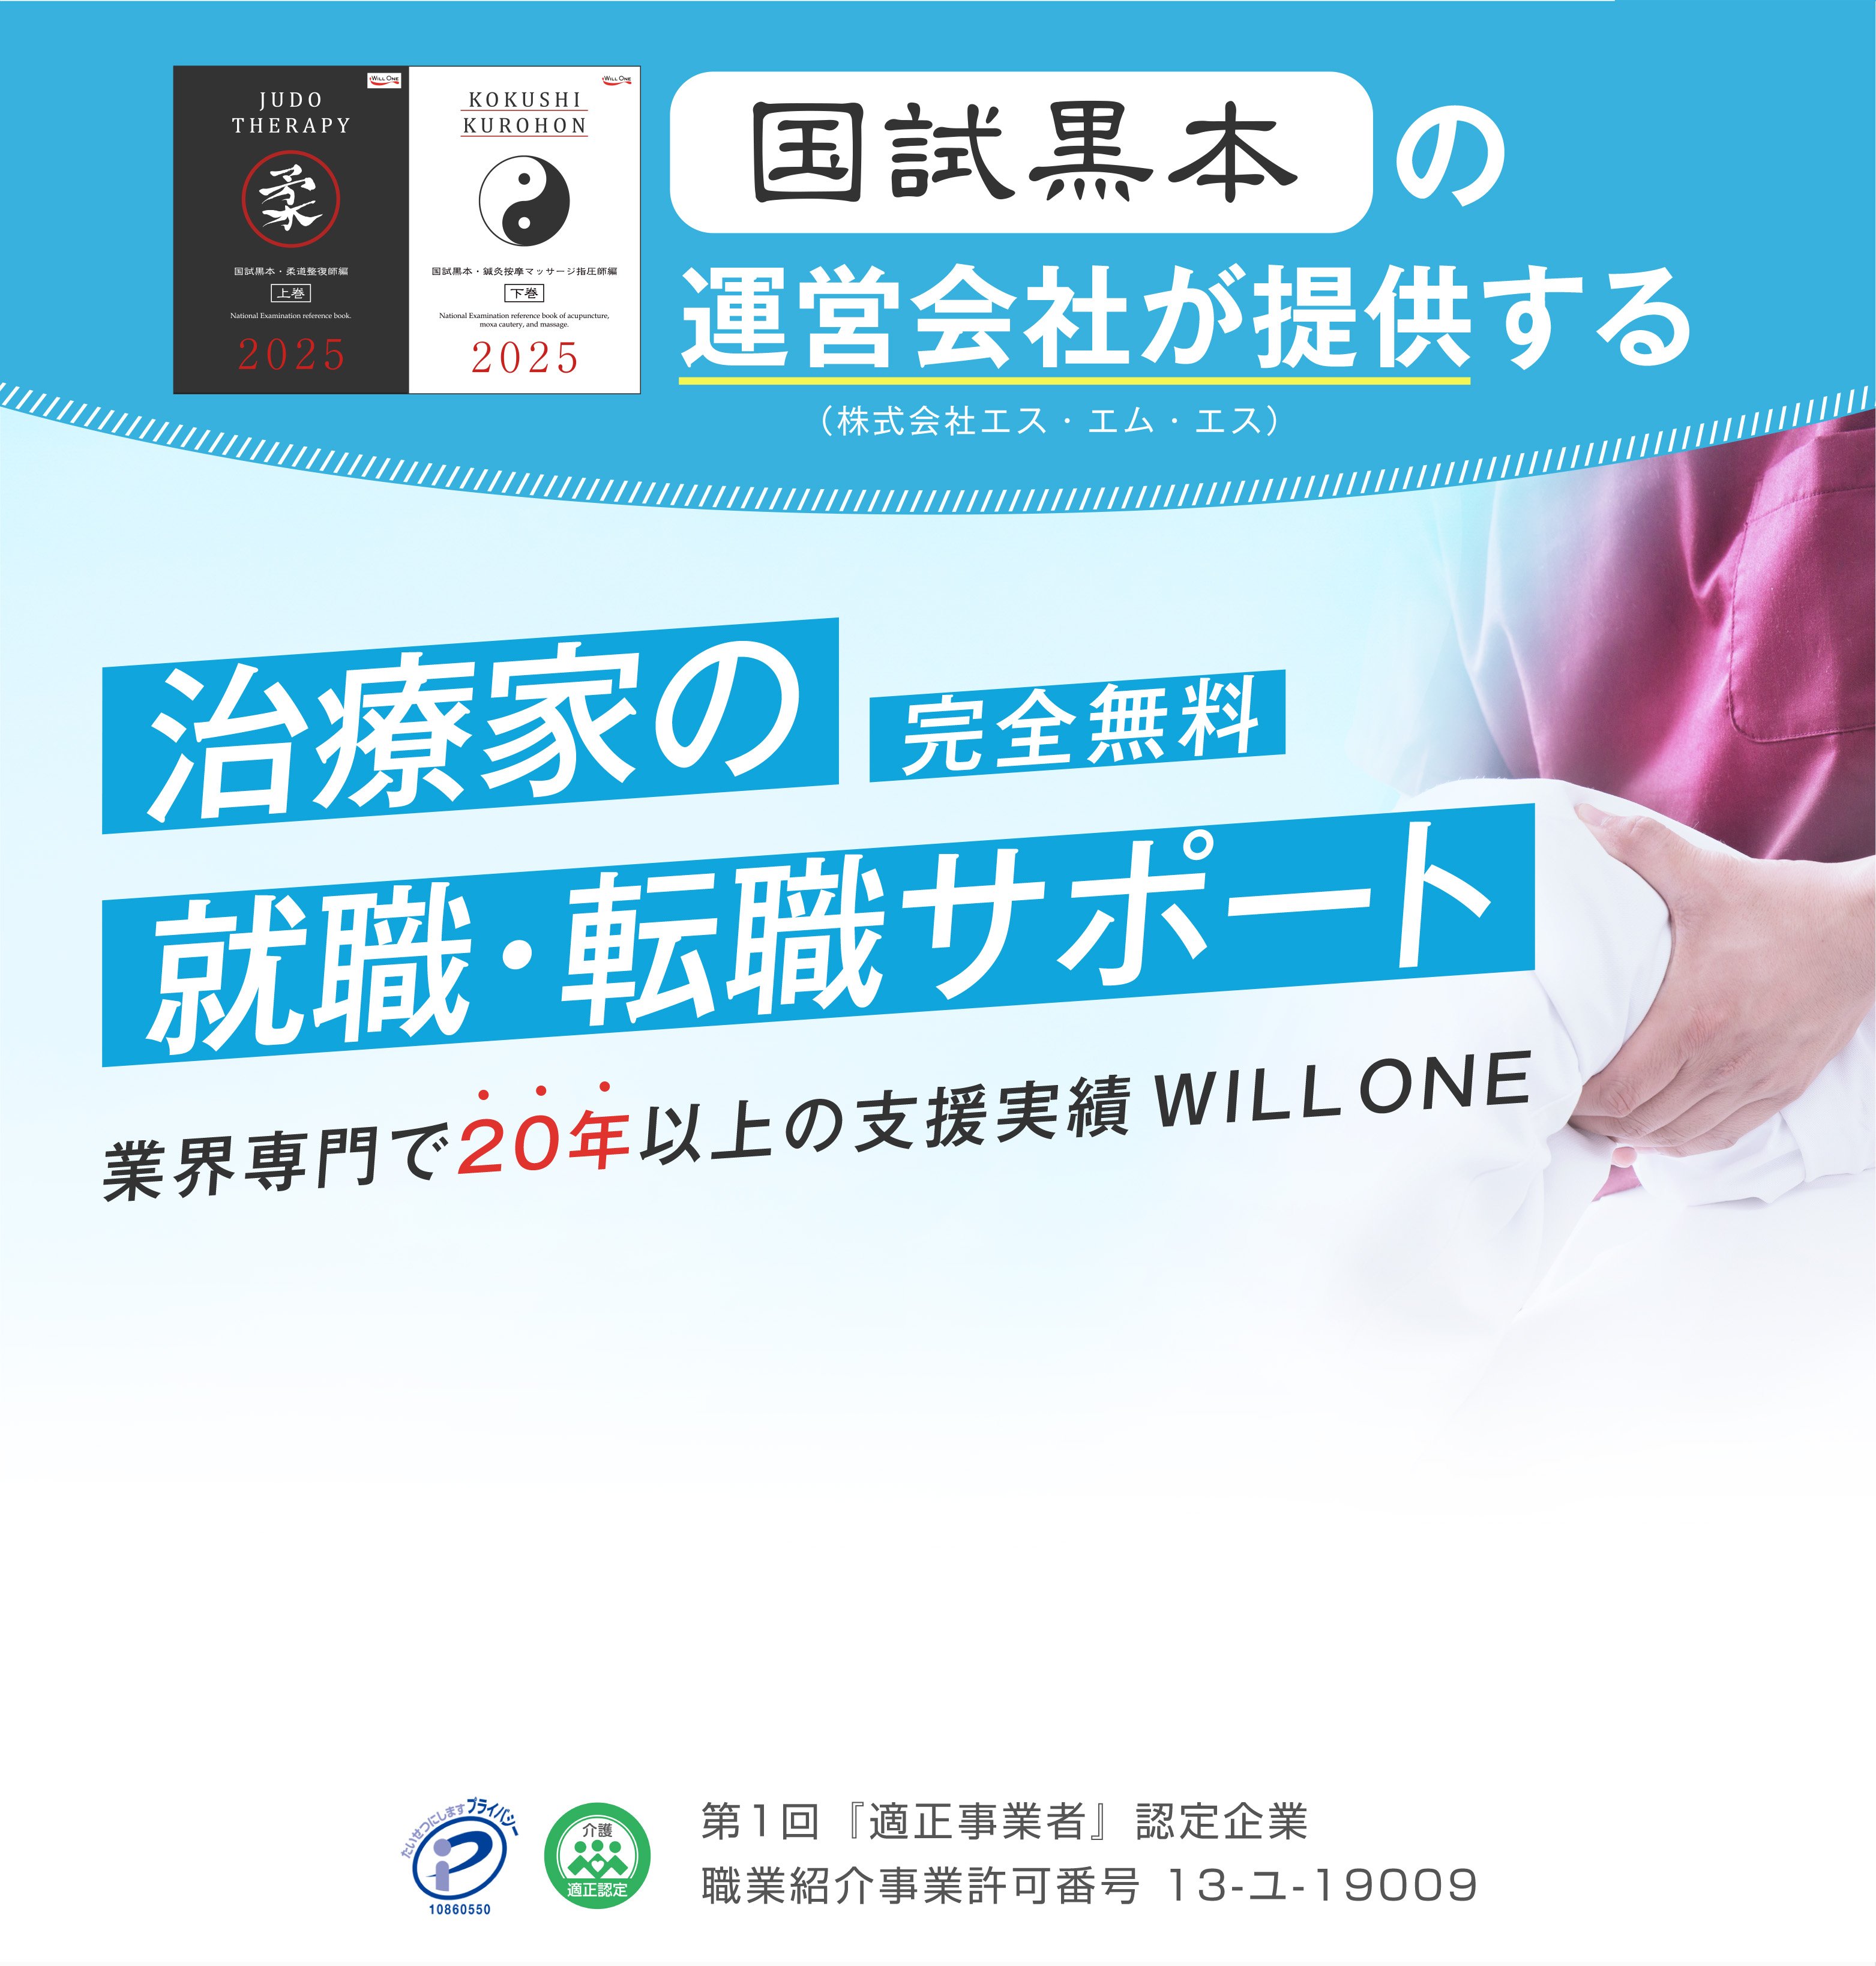 WiLL ONE
JUDO
THERAPY
柔
国試黒本・柔道整復師編
上巻
National Examination reference book.
2025
WiLL ONE
KOKUSHI
KUROHON
国試黒本・鍼灸按摩マッサージ指圧師編
下巻
National Examination reference book of acupuncture,
moxa cautery, and massage.
2025
国試黒本の
運営会社が提供する
（株式会社エス・エム・エス）
治療家の
完全無料
就職・転職サポート
業界専門で20年以上の支援実績 WILL ONE
たいせつにしますプライバシー
10860550
介護
適正認定
第1回『適正事業者』認定企業
職業紹介事業許可番号 13-ユ-19009